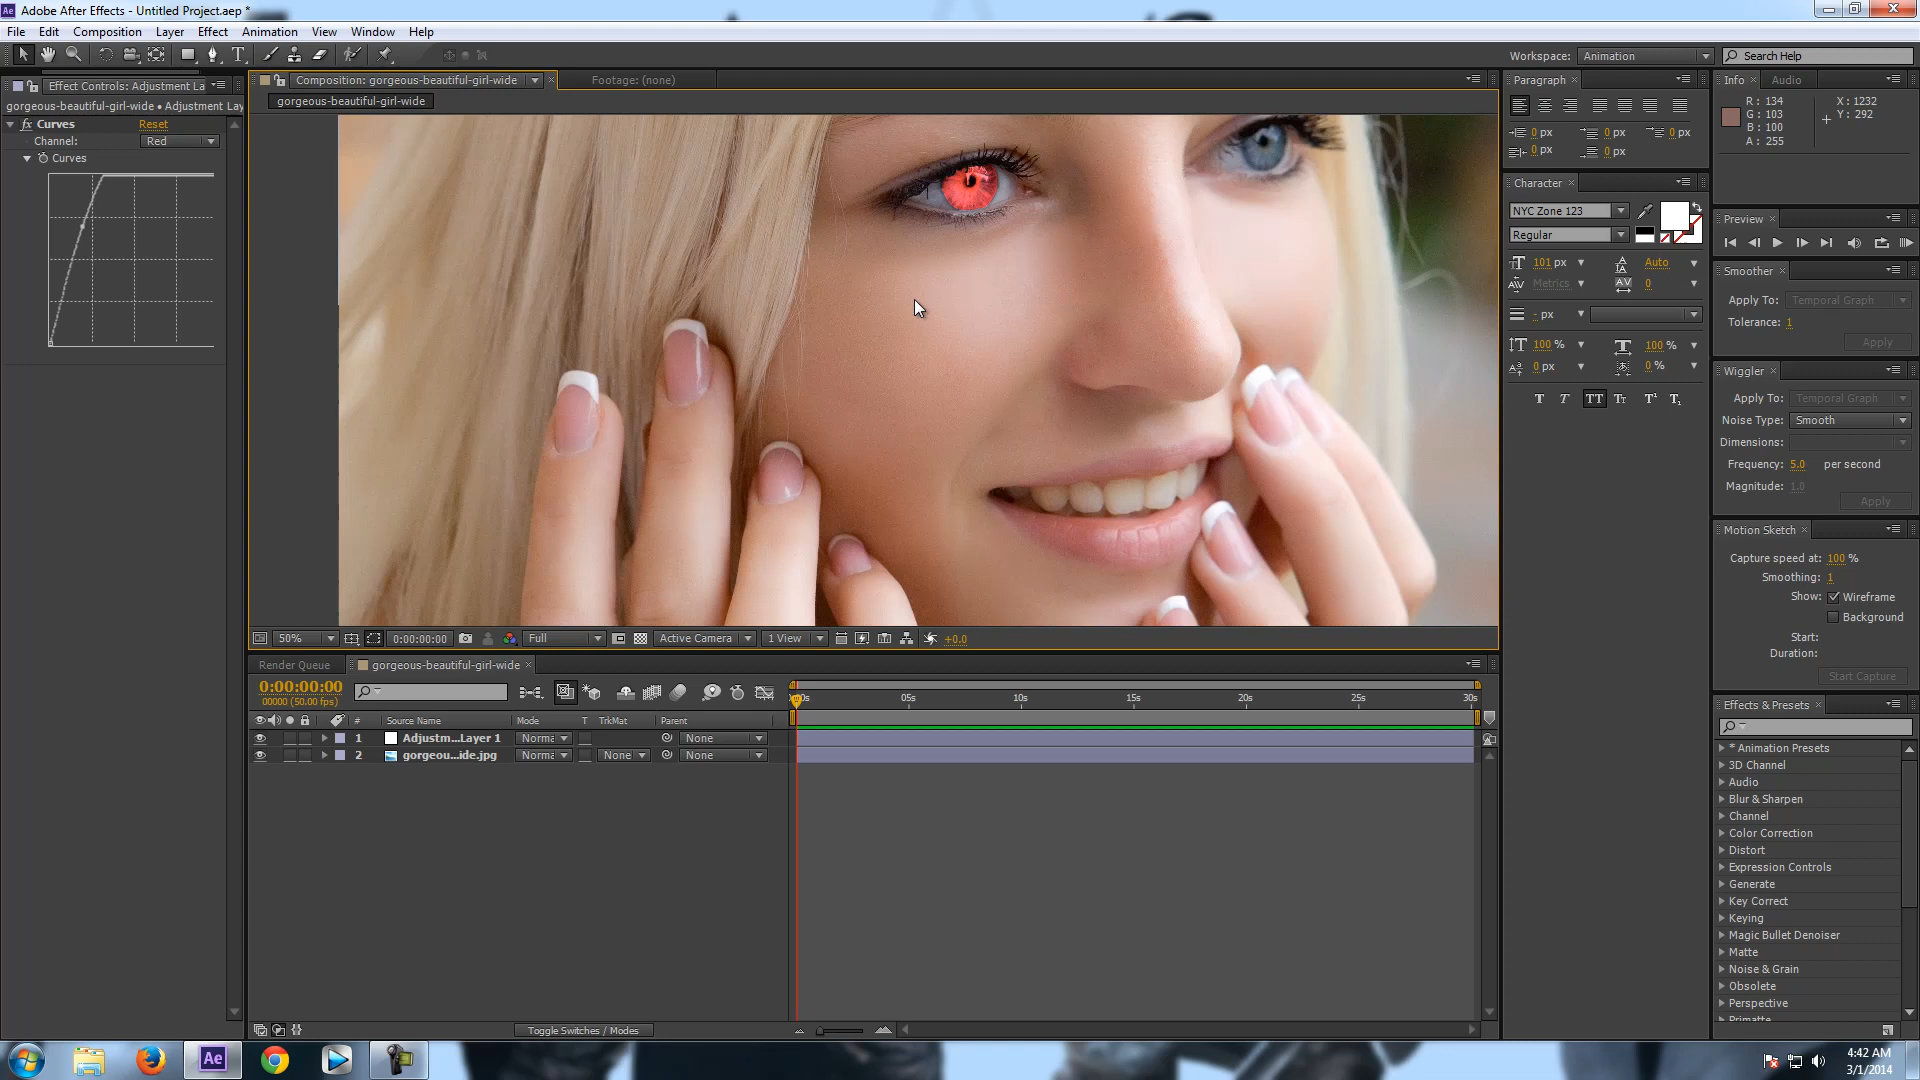 Adobe After Effects - Untitled Project.aep *
File Edit Composition Layer Effect Animation View Window Help
Workspace: Animation
Search Help
Effect Controls: Adjustment La
gorgeous-beautiful-girl-wide • Adjustment Lay
fx Curves Reset
Channel: Red
Curves
Composition: gorgeous-beautiful-girl-wide
Footage: (none)
gorgeous-beautiful-girl-wide
50%
0:00:00:00
Full
Active Camera
1 View
+0.0
Paragraph
0 px 0 px 0 px
0 px 0 px
Character
NYC Zone 123
Regular
101 px Auto
Metrics 0
- px
100 % 100 %
0 px 0 %
T T TT Tt T¹ T₁
Info Audio
R : 134
G : 103
B : 100
A : 255
X : 1232
Y : 292
Preview
Smoother
Apply To: Temporal Graph
Tolerance: 1
Apply
Wiggler
Apply To: Temporal Graph
Noise Type: Smooth
Dimensions:
Frequency: 5.0 per second
Magnitude: 1.0
Apply
Motion Sketch
Capture speed at: 100 %
Smoothing: 1
Show: Wireframe
Background
Start:
Duration:
Start Capture
Effects & Presets
* Animation Presets
3D Channel
Audio
Blur & Sharpen
Channel
Color Correction
Distort
Expression Controls
Generate
Key Correct
Keying
Magic Bullet Denoiser
Matte
Noise & Grain
Obsolete
Perspective
Primatte
Render Queue
gorgeous-beautiful-girl-wide
0:00:00:00
00000 (50.00 fps)
05s 10s 15s 20s 25s 30s
# Source Name Mode T TrkMat Parent
1 Adjustm...Layer 1 Norma None
2 gorgeou...ide.jpg Norma None None
Toggle Switches / Modes
Ae
4:42 AM
3/1/2014